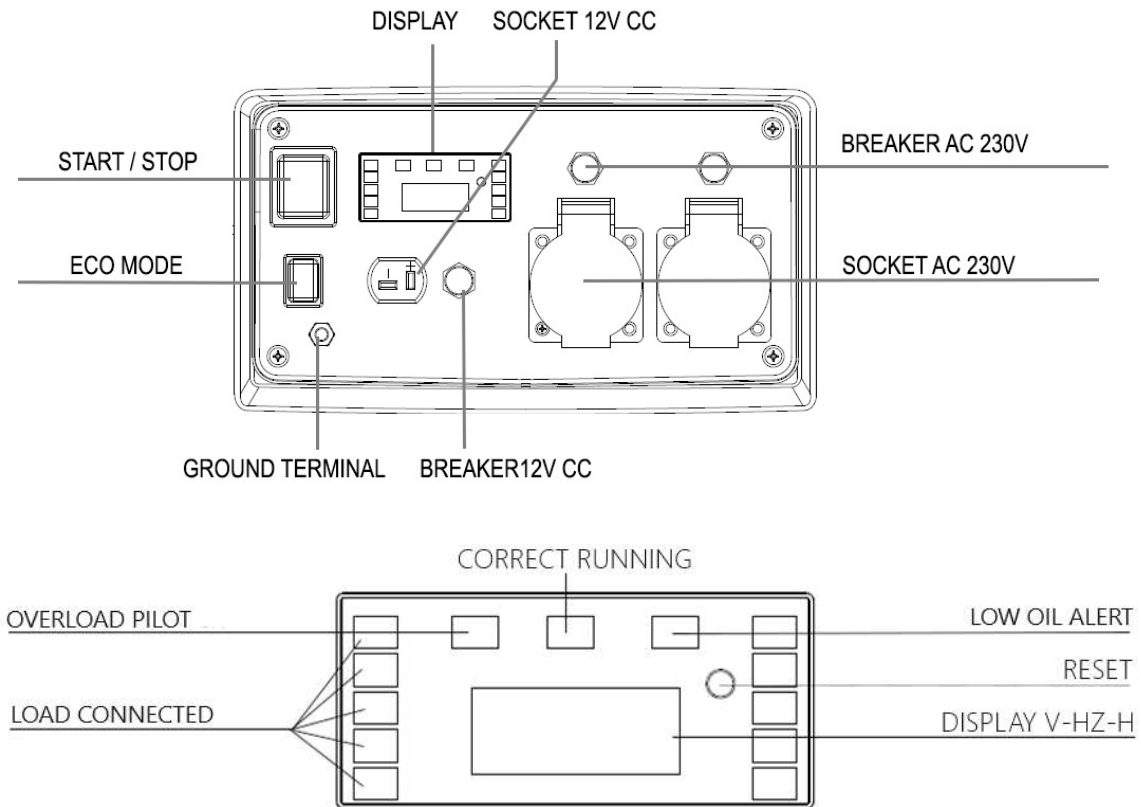 DISPLAY
SOCKET 12V CC
START / STOP
BREAKER AC 230V
ECO MODE
SOCKET AC 230V
GROUND TERMINAL
BREAKER12V CC
CORRECT RUNNING
OVERLOAD PILOT
LOW OIL ALERT
RESET
LOAD CONNECTED
DISPLAY V-HZ-H